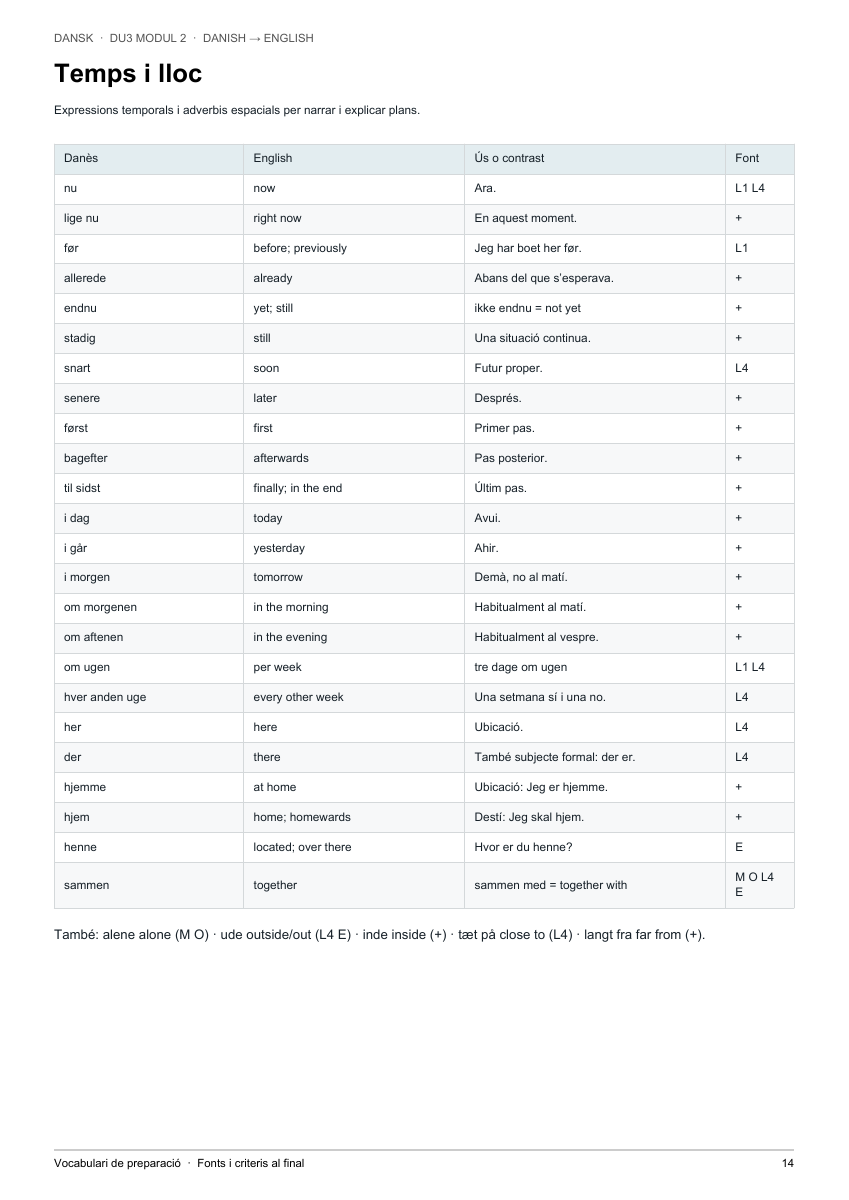 DANSK · DU3 MODUL 2 · DANISH → ENGLISH
Temps i lloc
Expressions temporals i adverbis espacials per narrar i explicar plans.
Danès English Ús o contrast Font
nu now Ara. L1 L4
lige nu right now En aquest moment. +
før before; previously Jeg har boet her før. L1
allerede already Abans del que s’esperava. +
endnu yet; still ikke endnu = not yet +
stadig still Una situació continua. +
snart soon Futur proper. L4
senere later Després. +
først first Primer pas. +
bagefter afterwards Pas posterior. +
til sidst finally; in the end Últim pas. +
i dag today Avui. +
i går yesterday Ahir. +
i morgen tomorrow Demà, no al matí. +
om morgenen in the morning Habitualment al matí. +
om aftenen in the evening Habitualment al vespre. +
om ugen per week tre dage om ugen L1 L4
hver anden uge every other week Una setmana sí i una no. L4
her here Ubicació. L4
der there També subjecte formal: der er. L4
hjemme at home Ubicació: Jeg er hjemme. +
hjem home; homewards Destí: Jeg skal hjem. +
henne located; over there Hvor er du henne? E
sammen together sammen med = together with M O L4
E
També: alene alone (M O) · ude outside/out (L4 E) · inde inside (+) · tæt på close to (L4) · langt fra far from (+).
Vocabulari de preparació · Fonts i criteris al final 14